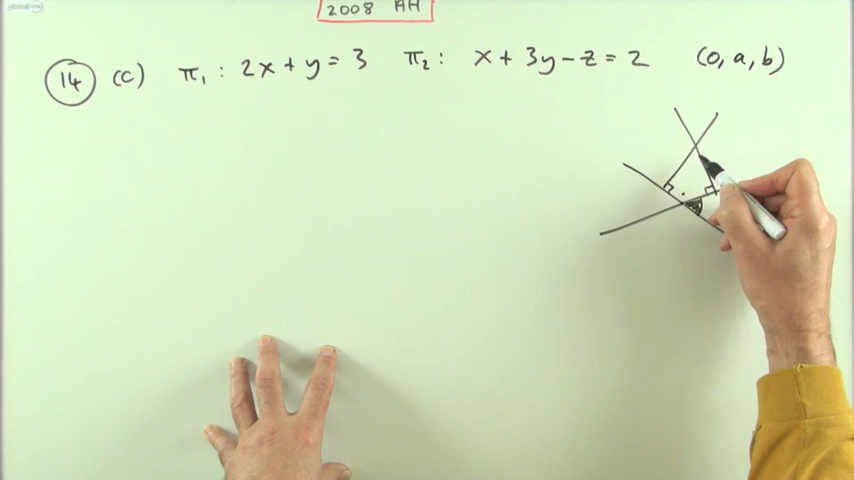 2008 AH
14 (c) π₁ : 2x + y = 3 π₂ : x + 3y − z = 2 (0, a, b)